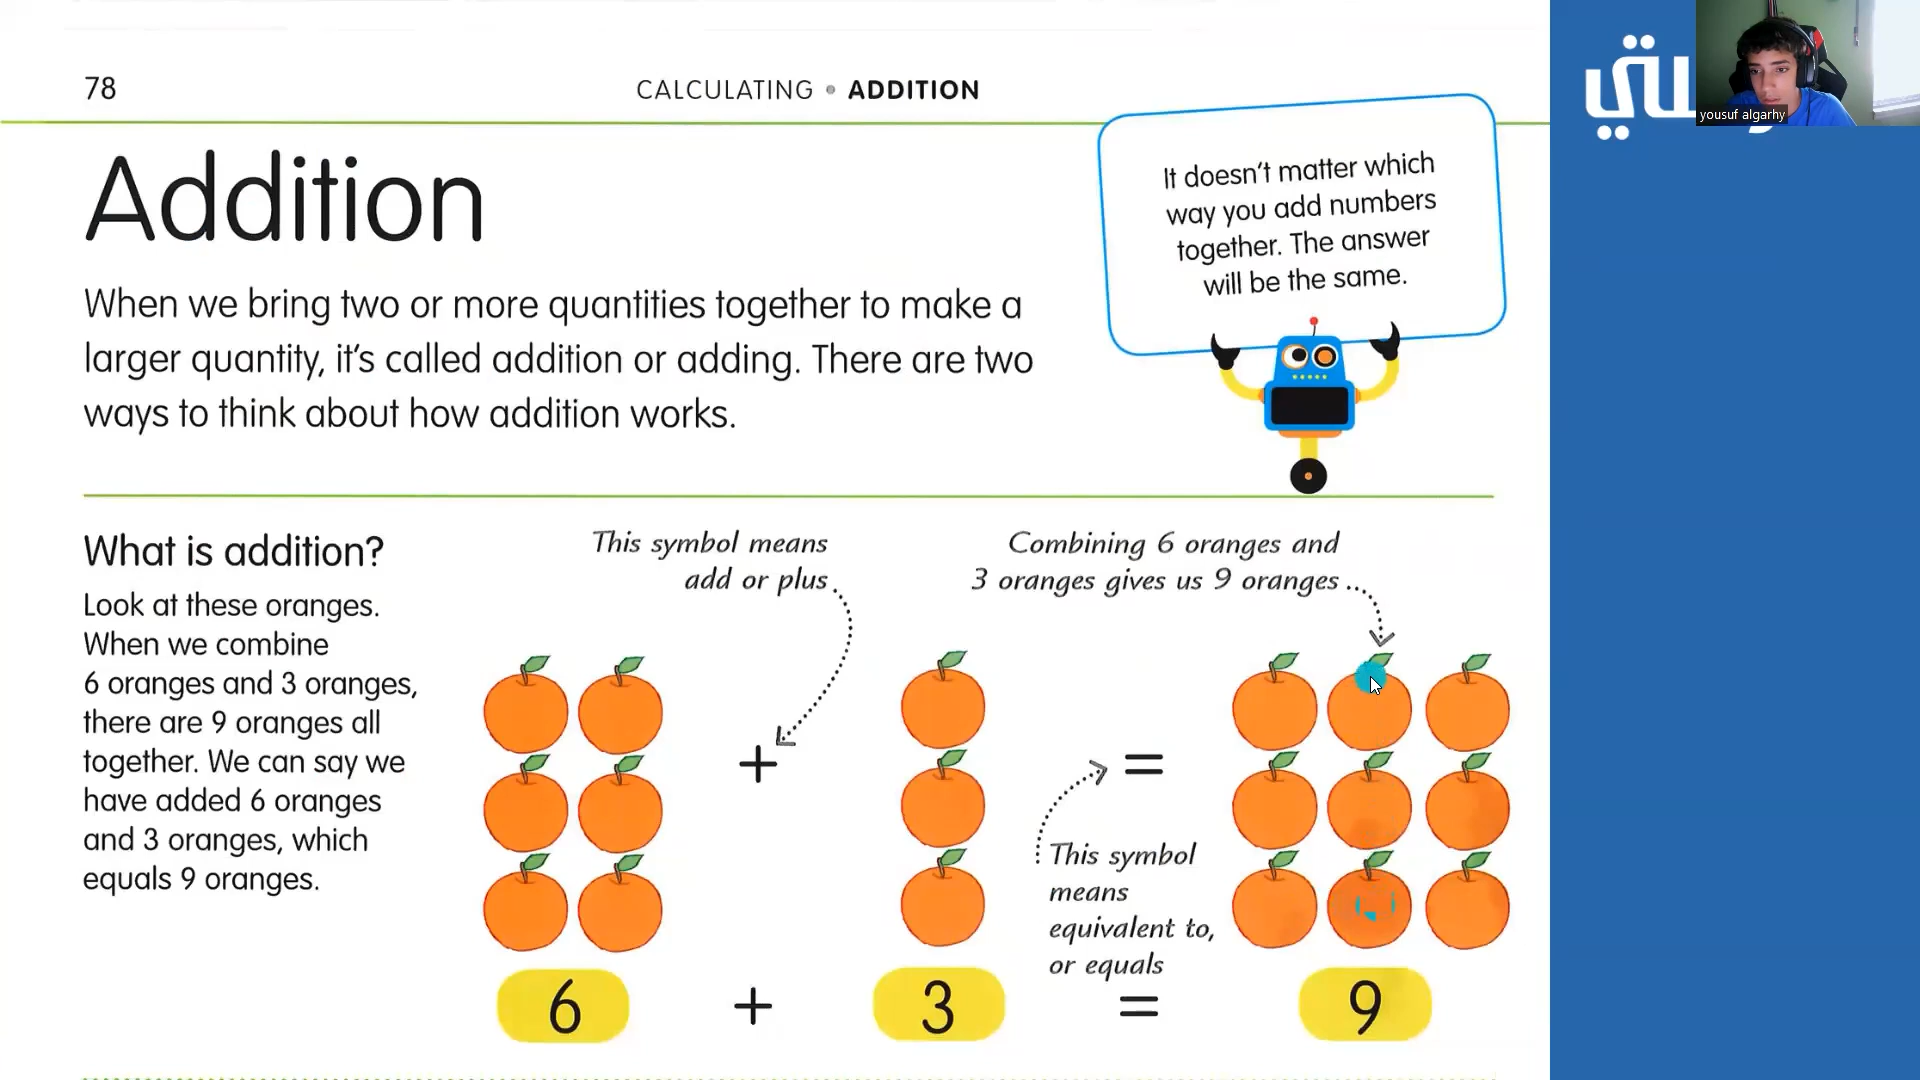 78
CALCULATING • ADDITION
yousuf algarhy
Addition
It doesn't matter which
way you add numbers
together. The answer
will be the same.
When we bring two or more quantities together to make a
larger quantity, it's called addition or adding. There are two
ways to think about how addition works.
What is addition?
Look at these oranges.
When we combine
6 oranges and 3 oranges,
there are 9 oranges all
together. We can say we
have added 6 oranges
and 3 oranges, which
equals 9 oranges.
This symbol means
add or plus
Combining 6 oranges and
3 oranges gives us 9 oranges
+ =
This symbol
means
equivalent to,
or equals
6 + 3 = 9